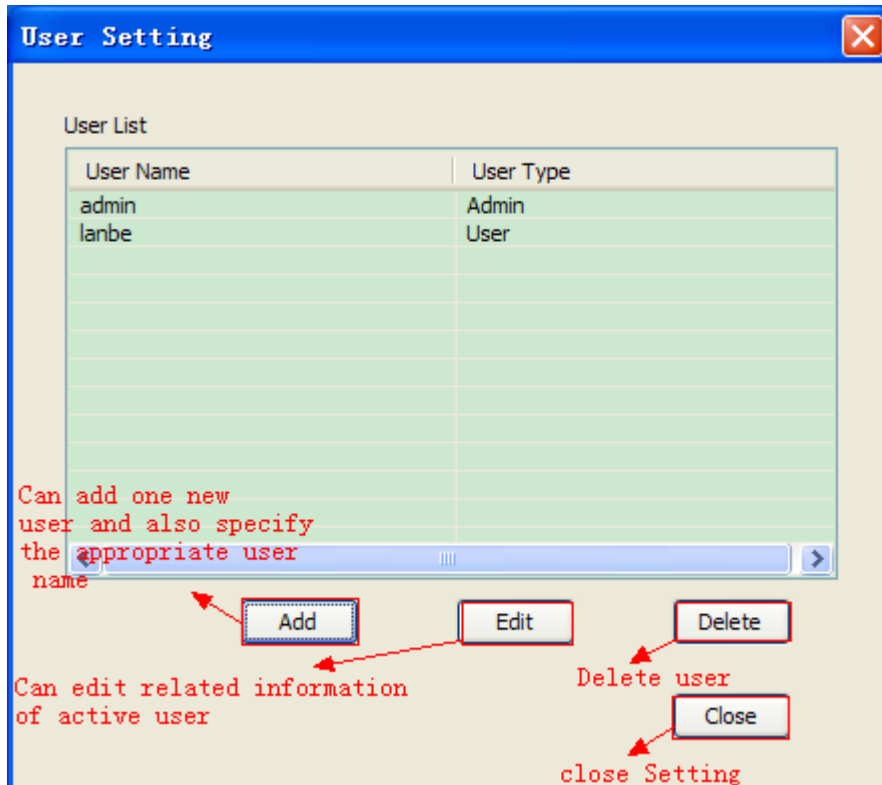 User Setting
User List
User Name User Type
admin Admin
lanbe User
Can add one new
user and also specify
the appropriate user
name
Add Edit Delete
Can edit related information
of active user
Delete user
Close
close Setting